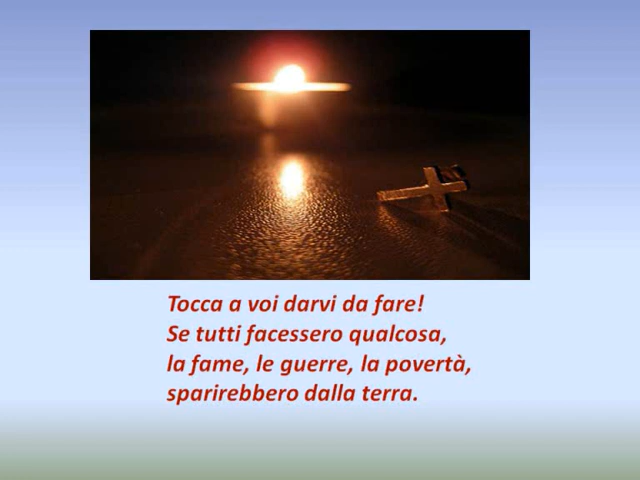 Tocca a voi darvi da fare!
Se tutti facessero qualcosa,
la fame, le guerre, la povertà,
sparirebbero dalla terra.